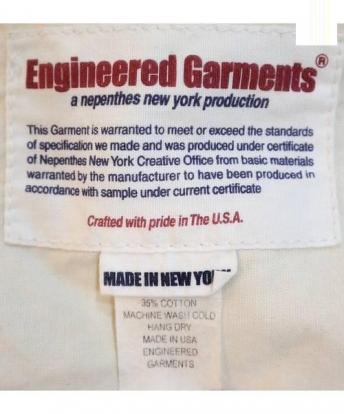 Engineered Garments®
a nepenthes new york production
This Garment is warranted to meet or exceed the standards
of specification we made and was produced under certificate
of Nepenthes New York Creative Office from basic materials
warranted by the manufacturer to have been produced in
accordance with sample under current certificate
Crafted with pride in The U.S.A.
MADE IN NEW YO
35% COTTON
MACHINE WASH COLD
HANG DRY
MADE IN USA
ENGINEERED
GARMENTS